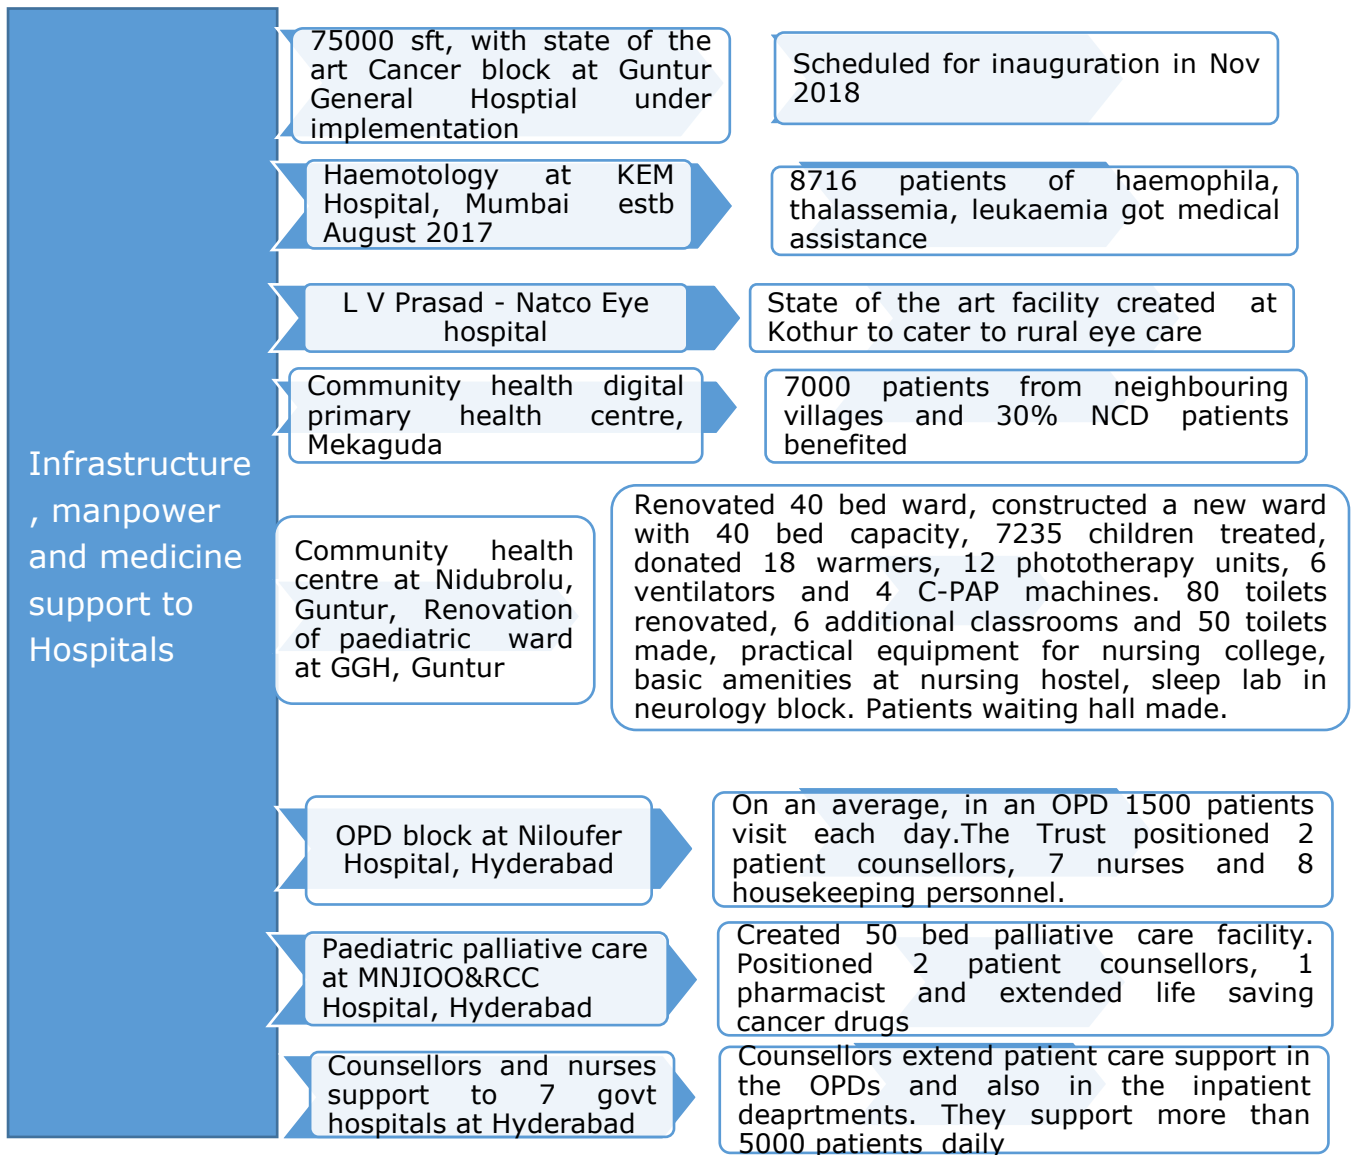 Infrastructure
, manpower
and medicine
support to
Hospitals
75000 sft, with state of the
art Cancer block at Guntur
General Hosptial under
implementation
Scheduled for inauguration in Nov
2018
Haemotology at KEM
Hospital, Mumbai estb
August 2017
8716 patients of haemophila,
thalassemia, leukaemia got medical
assistance
L V Prasad - Natco Eye
hospital
State of the art facility created at
Kothur to cater to rural eye care
Community health digital
primary health centre,
Mekaguda
7000 patients from neighbouring
villages and 30% NCD patients
benefited
Community health
centre at Nidubrolu,
Guntur, Renovation
of paediatric ward
at GGH, Guntur
Renovated 40 bed ward, constructed a new ward
with 40 bed capacity, 7235 children treated,
donated 18 warmers, 12 phototherapy units, 6
ventilators and 4 C-PAP machines. 80 toilets
renovated, 6 additional classrooms and 50 toilets
made, practical equipment for nursing college,
basic amenities at nursing hostel, sleep lab in
neurology block. Patients waiting hall made.
OPD block at Niloufer
Hospital, Hyderabad
On an average, in an OPD 1500 patients
visit each day.The Trust positioned 2
patient counsellors, 7 nurses and 8
housekeeping personnel.
Paediatric palliative care
at MNJIOO&RCC
Hospital, Hyderabad
Created 50 bed palliative care facility.
Positioned 2 patient counsellors, 1
pharmacist and extended life saving
cancer drugs
Counsellors and nurses
support to 7 govt
hospitals at Hyderabad
Counsellors extend patient care support in
the OPDs and also in the inpatient
deaprtments. They support more than
5000 patients daily